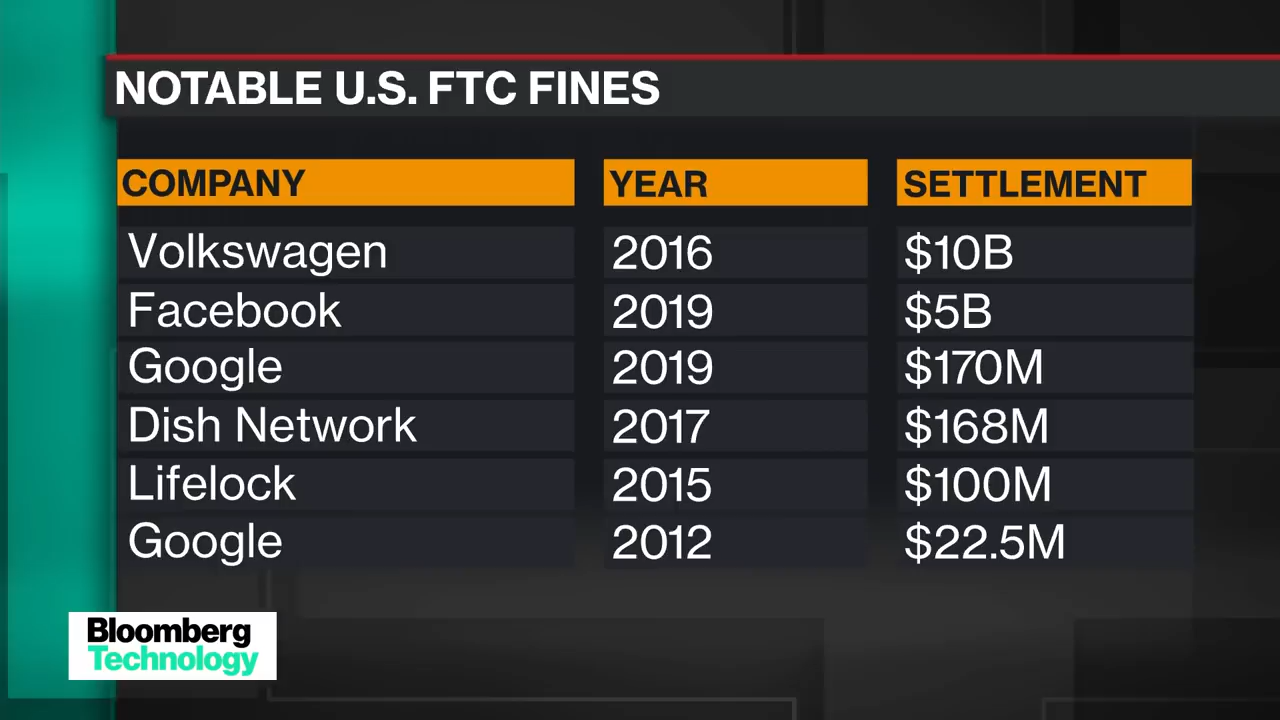 NOTABLE U.S. FTC FINES
COMPANY YEAR SETTLEMENT
Volkswagen 2016 $10B
Facebook 2019 $5B
Google 2019 $170M
Dish Network 2017 $168M
Lifelock 2015 $100M
Google 2012 $22.5M
Bloomberg
Technology